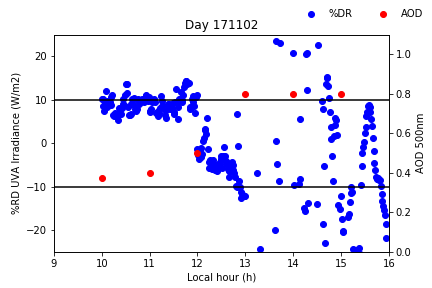 %DR AOD
Day 171102
%RD UVA Irradiance (W/m2)
20
10
0
−10
−20
1.0
0.8
0.6
0.4
0.2
0.0
AOD 500nm
9 10 11 12 13 14 15 16
Local hour (h)